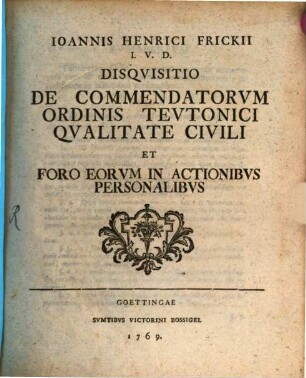 IOANNIS HENRICI FRICKII
I. V. D.
DISQVISITIO
DE COMMENDATORVM
ORDINIS TEVTONICI
QVALITATE CIVILI
ET
FORO EORVM IN ACTIONIBVS
PERSONALIBVS
R
GOETTINGAE
SVMTIBVS VICTORINI BOSSIGEL
1769.